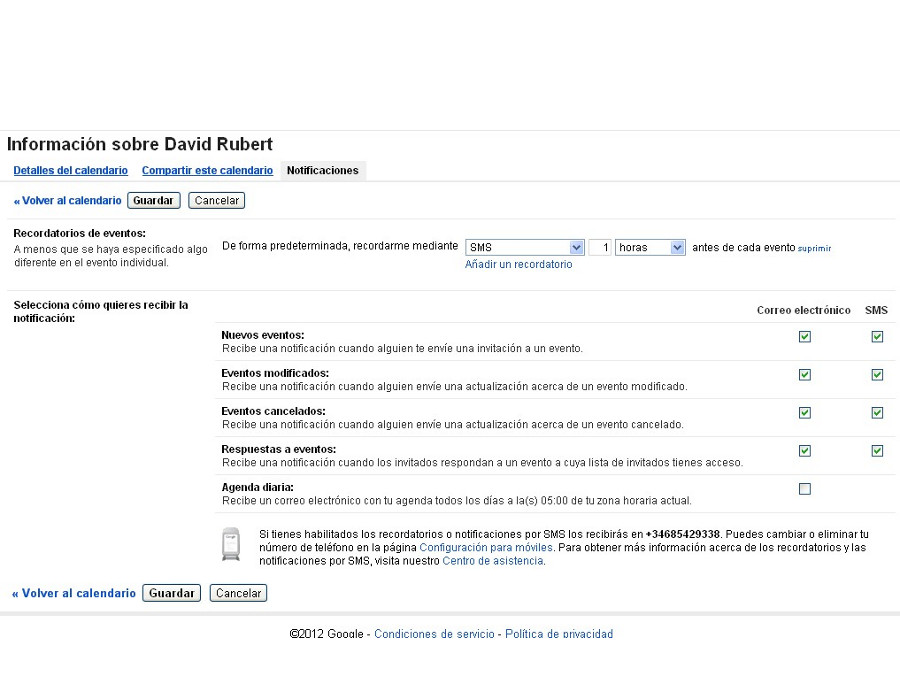 Información sobre David Rubert
Detalles del calendario Compartir este calendario Notificaciones
« Volver al calendario Guardar Cancelar
Recordatorios de eventos:
A menos que se haya especificado algo
diferente en el evento individual.
De forma predeterminada, recordarme mediante SMS 1 horas antes de cada evento suprimir
Añadir un recordatorio
Selecciona cómo quieres recibir la
notificación:
Correo electrónico SMS
Nuevos eventos:
Recibe una notificación cuando alguien te envíe una invitación a un evento.
Eventos modificados:
Recibe una notificación cuando alguien envíe una actualización acerca de un evento modificado.
Eventos cancelados:
Recibe una notificación cuando alguien envíe una actualización acerca de un evento cancelado.
Respuestas a eventos:
Recibe una notificación cuando los invitados respondan a un evento a cuya lista de invitados tienes acceso.
Agenda diaria:
Recibe un correo electrónico con tu agenda todos los días a la(s) 05:00 de tu zona horaria actual.
Si tienes habilitados los recordatorios o notificaciones por SMS los recibirás en +34685429338. Puedes cambiar o eliminar tu
número de teléfono en la página Configuración para móviles. Para obtener más información acerca de los recordatorios y las
notificaciones por SMS, visita nuestro Centro de asistencia.
« Volver al calendario Guardar Cancelar
©2012 Google - Condiciones de servicio - Política de privacidad